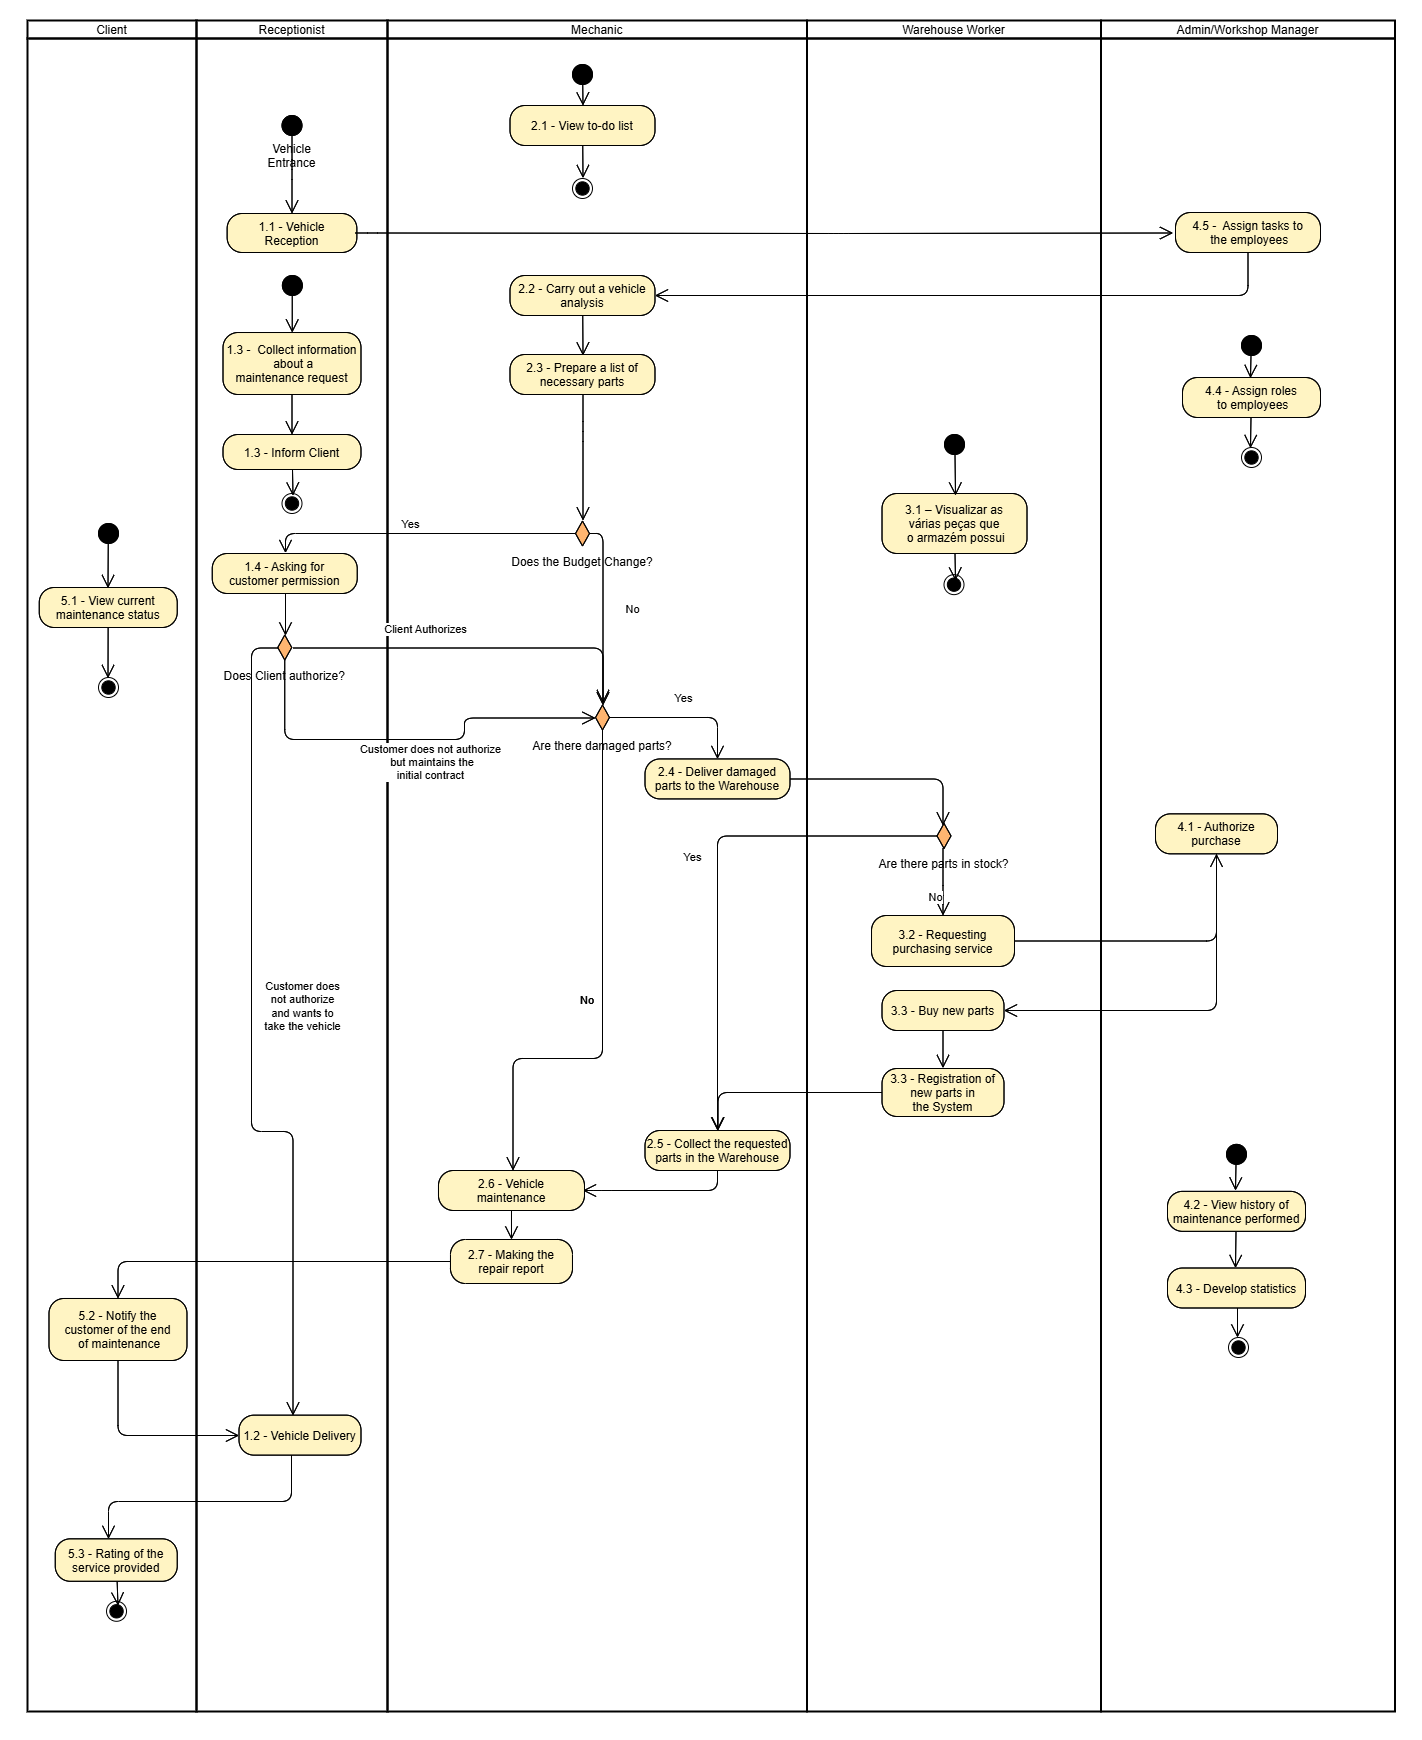 Client
Receptionist
Mechanic
Warehouse Worker
Admin/Workshop Manager
2.1 - View to-do list
Vehicle
Entrance
1.1 - Vehicle
Reception
4.5 -  Assign tasks to
the employees
2.2 - Carry out a vehicle
analysis
1.3 -  Collect information
about a
maintenance request
2.3 - Prepare a list of
necessary parts
4.4 - Assign roles
to employees
1.3 - Inform Client
3.1 – Visualizar as
várias peças que
o armazém possui
Yes
Does the Budget Change?
1.4 - Asking for
customer permission
5.1 - View current
maintenance status
No
Client Authorizes
Does Client authorize?
Yes
Are there damaged parts?
Customer does not authorize
but maintains the
initial contract
2.4 - Deliver damaged
parts to the Warehouse
4.1 - Authorize
purchase
Yes
Are there parts in stock?
No
3.2 - Requesting
purchasing service
Customer does
not authorize
and wants to
take the vehicle
No
3.3 - Buy new parts
3.3 - Registration of
new parts in
the System
2.5 - Collect the requested
parts in the Warehouse
2.6 - Vehicle
maintenance
4.2 - View history of
maintenance performed
2.7 - Making the
repair report
4.3 - Develop statistics
5.2 - Notify the
customer of the end
of maintenance
1.2 - Vehicle Delivery
5.3 - Rating of the
service provided